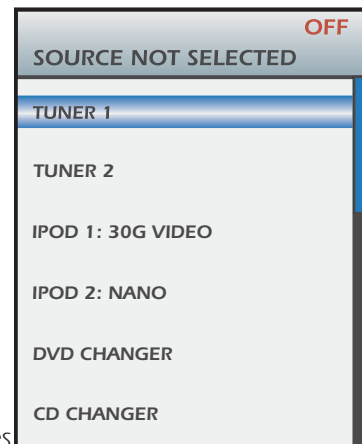 OFF
SOURCE NOT SELECTED
TUNER 1
TUNER 2
IPOD 1: 30G VIDEO
IPOD 2: NANO
DVD CHANGER
CD CHANGER